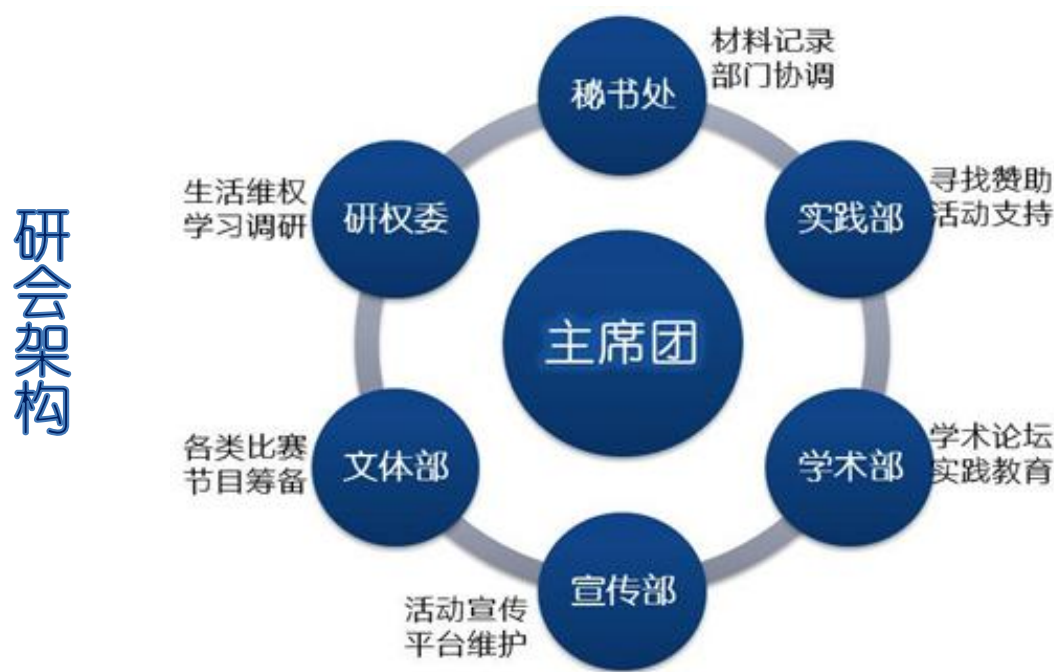 研会架构
材料记录
部门协调
秘书处
生活维权
学习调研
研权委
寻找赞助
活动支持
实践部
主席团
各类比赛
节目筹备
文体部
学术论坛
实践教育
学术部
活动宣传
平台维护
宣传部